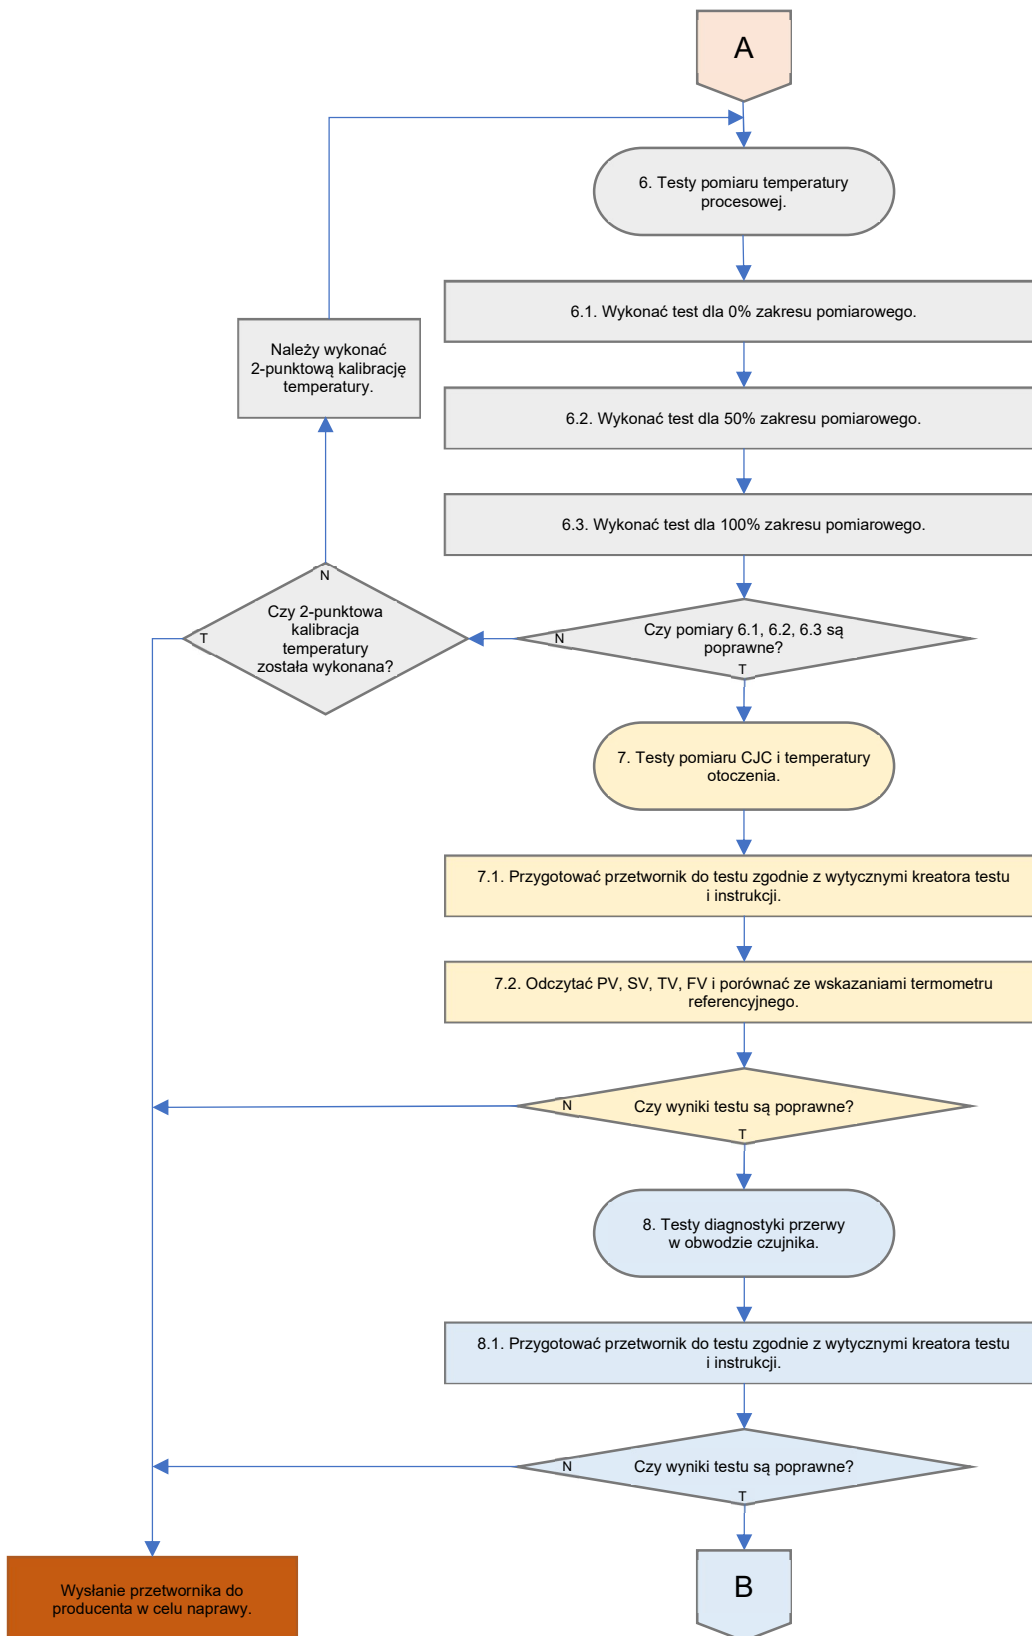 A
6. Testy pomiaru temperatury
procesowej.
6.1. Wykonać test dla 0% zakresu pomiarowego.
Należy wykonać
2-punktową kalibrację
temperatury.
6.2. Wykonać test dla 50% zakresu pomiarowego.
6.3. Wykonać test dla 100% zakresu pomiarowego.
N
Czy 2-punktowa
kalibracja
temperatury
została wykonana?
T
Czy pomiary 6.1, 6.2, 6.3 są
poprawne?
N
T
7. Testy pomiaru CJC i temperatury
otoczenia.
7.1. Przygotować przetwornik do testu zgodnie z wytycznymi kreatora testu
i instrukcji.
7.2. Odczytać PV, SV, TV, FV i porównać ze wskazaniami termometru
referencyjnego.
N
Czy wyniki testu są poprawne?
T
8. Testy diagnostyki przerwy
w obwodzie czujnika.
8.1. Przygotować przetwornik do testu zgodnie z wytycznymi kreatora testu
i instrukcji.
N
Czy wyniki testu są poprawne?
T
Wysłanie przetwornika do
producenta w celu naprawy.
B